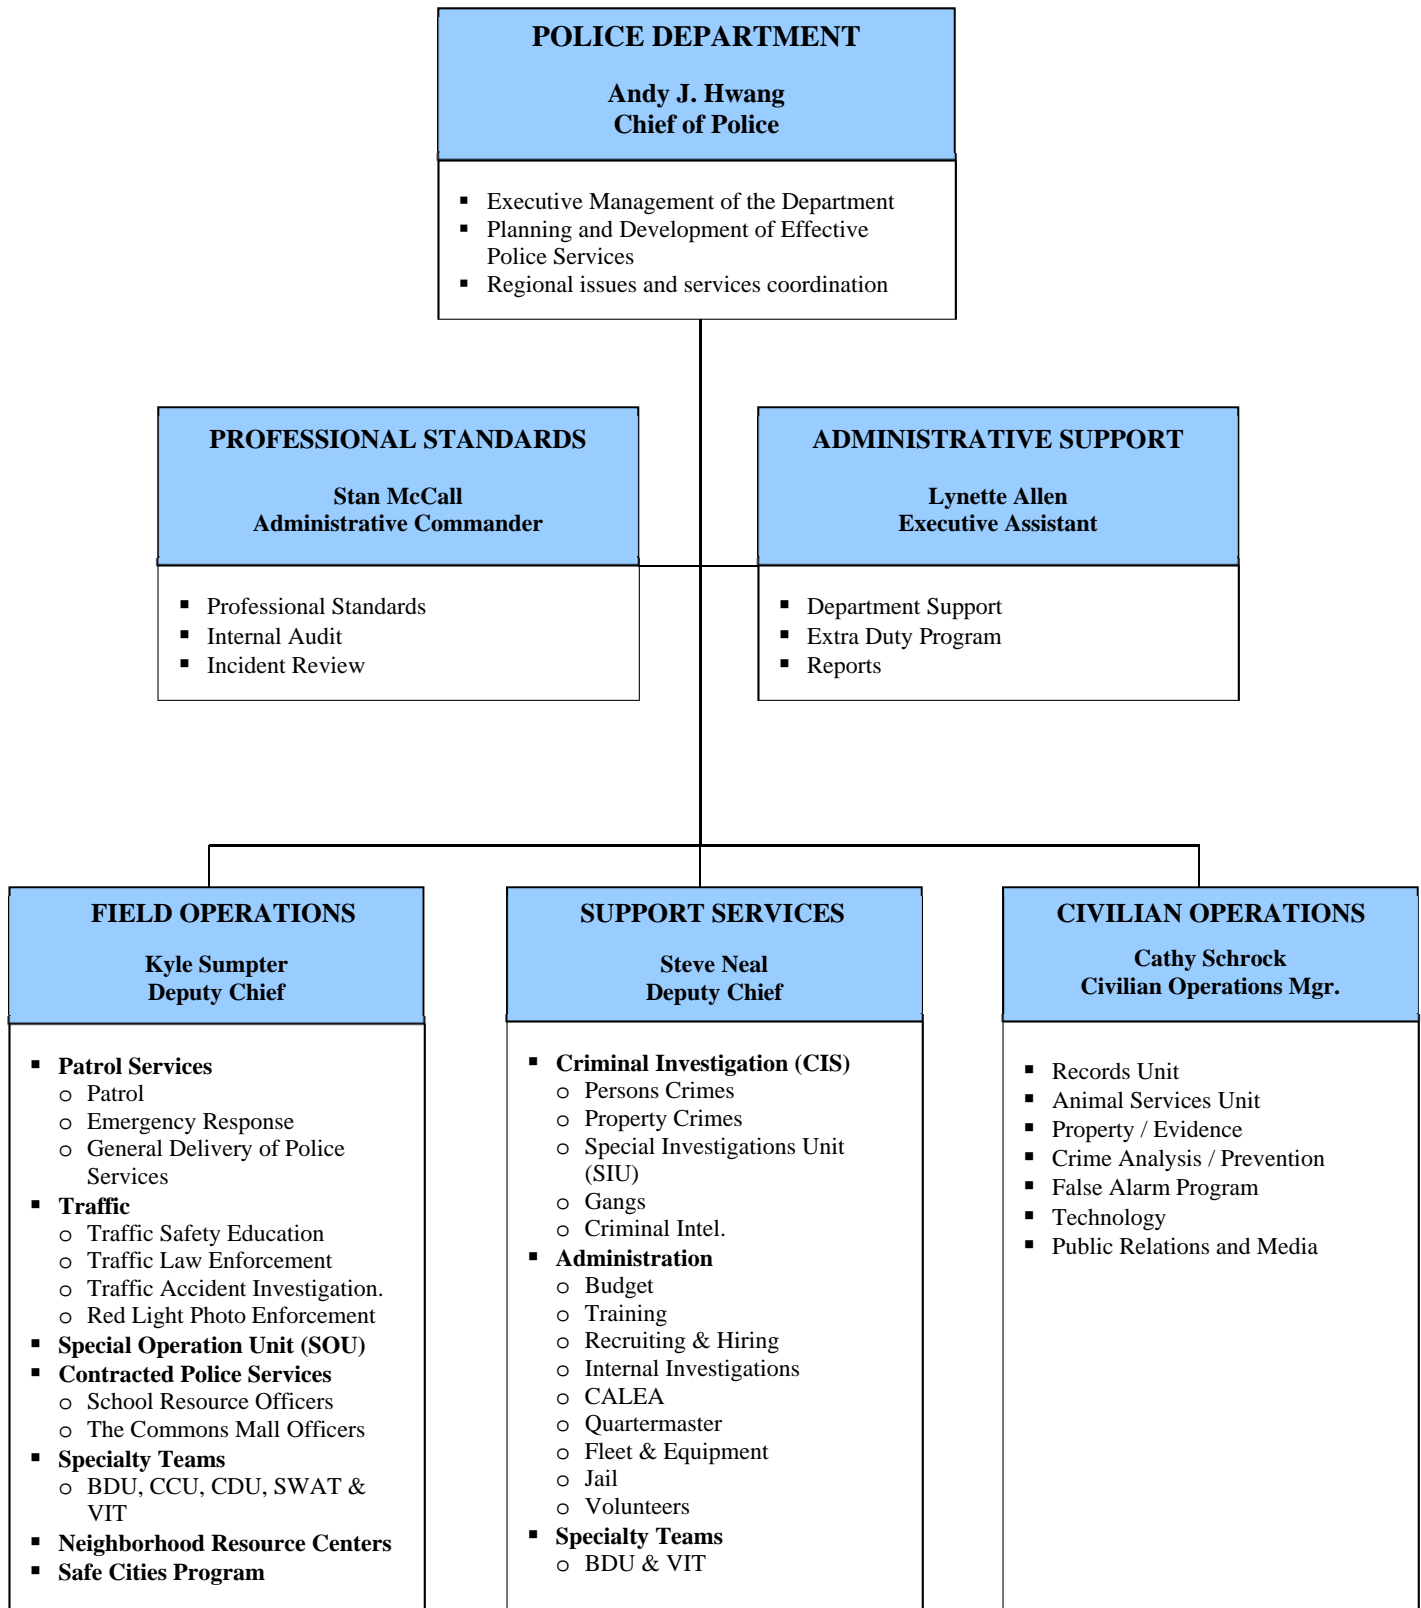 POLICE DEPARTMENT
Andy J. Hwang
Chief of Police
▪ Executive Management of the Department
▪ Planning and Development of Effective
Police Services
▪ Regional issues and services coordination
PROFESSIONAL STANDARDS
Stan McCall
Administrative Commander
▪ Professional Standards
▪ Internal Audit
▪ Incident Review
ADMINISTRATIVE SUPPORT
Lynette Allen
Executive Assistant
▪ Department Support
▪ Extra Duty Program
▪ Reports
FIELD OPERATIONS
Kyle Sumpter
Deputy Chief
▪ Patrol Services
o Patrol
o Emergency Response
o General Delivery of Police
Services
▪ Traffic
o Traffic Safety Education
o Traffic Law Enforcement
o Traffic Accident Investigation.
o Red Light Photo Enforcement
▪ Special Operation Unit (SOU)
▪ Contracted Police Services
o School Resource Officers
o The Commons Mall Officers
▪ Specialty Teams
o BDU, CCU, CDU, SWAT &
VIT
▪ Neighborhood Resource Centers
▪ Safe Cities Program
SUPPORT SERVICES
Steve Neal
Deputy Chief
▪ Criminal Investigation (CIS)
o Persons Crimes
o Property Crimes
o Special Investigations Unit
(SIU)
o Gangs
o Criminal Intel.
▪ Administration
o Budget
o Training
o Recruiting & Hiring
o Internal Investigations
o CALEA
o Quartermaster
o Fleet & Equipment
o Jail
o Volunteers
▪ Specialty Teams
o BDU & VIT
CIVILIAN OPERATIONS
Cathy Schrock
Civilian Operations Mgr.
▪ Records Unit
▪ Animal Services Unit
▪ Property / Evidence
▪ Crime Analysis / Prevention
▪ False Alarm Program
▪ Technology
▪ Public Relations and Media